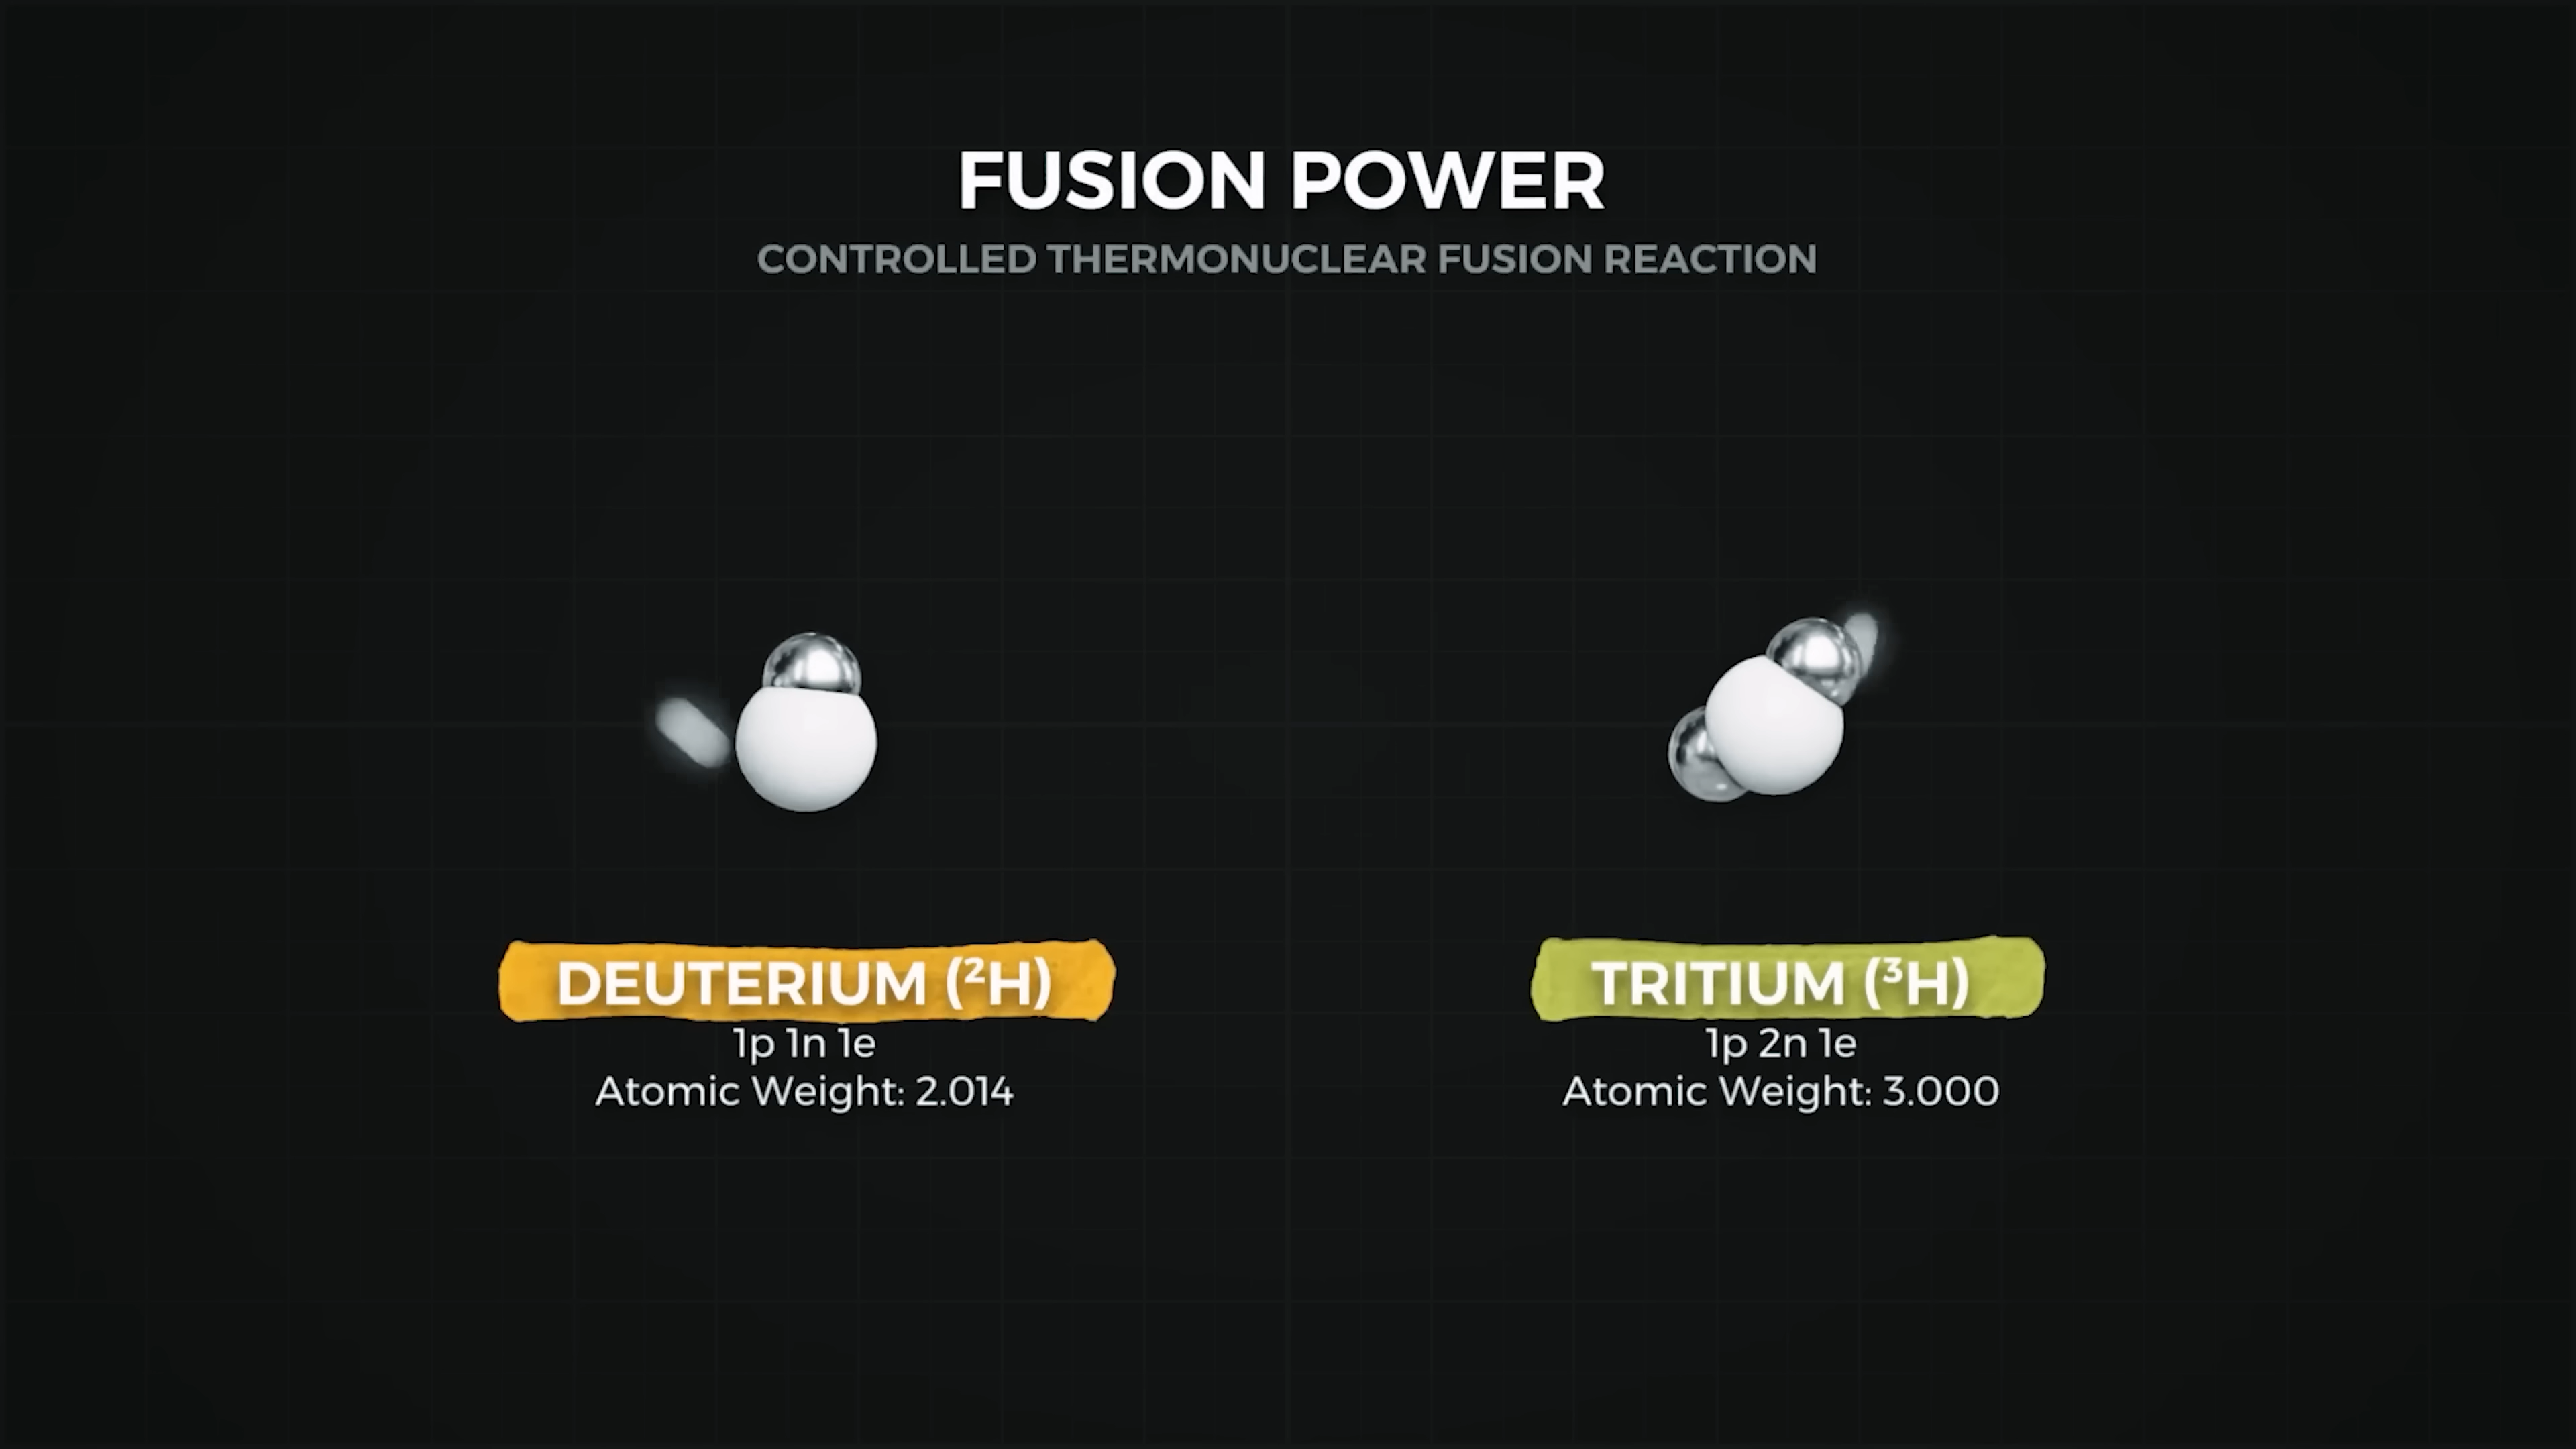 FUSION POWER
CONTROLLED THERMONUCLEAR FUSION REACTION
DEUTERIUM (²H)
1p 1n 1e
Atomic Weight: 2.014
TRITIUM (³H)
1p 2n 1e
Atomic Weight: 3.000